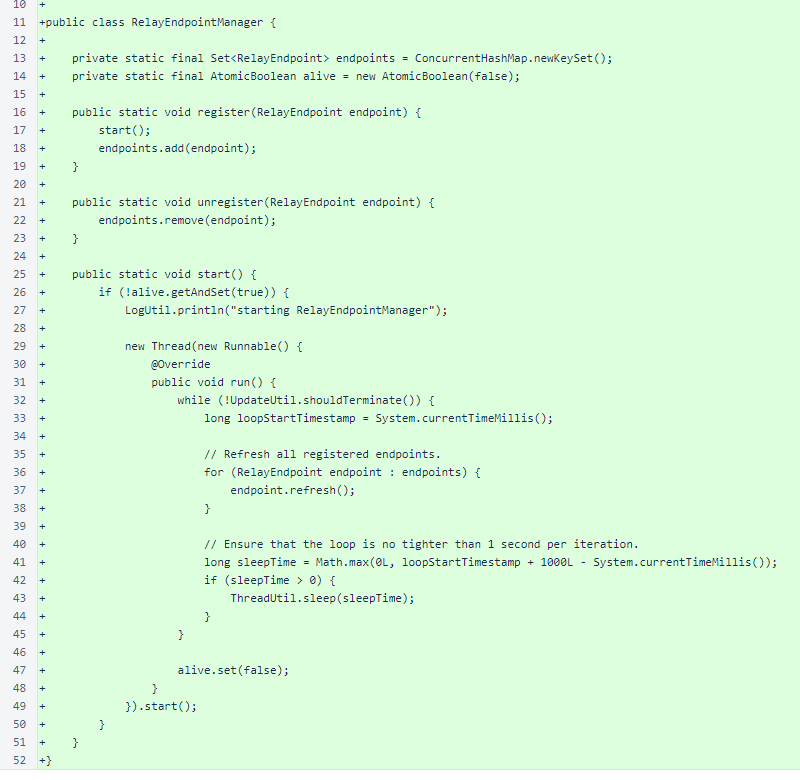 10 +
11 +public class RelayEndpointManager {
12 +
13 +    private static final Set<RelayEndpoint> endpoints = ConcurrentHashMap.newKeySet();
14 +    private static final AtomicBoolean alive = new AtomicBoolean(false);
15 +
16 +    public static void register(RelayEndpoint endpoint) {
17 +        start();
18 +        endpoints.add(endpoint);
19 +    }
20 +
21 +    public static void unregister(RelayEndpoint endpoint) {
22 +        endpoints.remove(endpoint);
23 +    }
24 +
25 +    public static void start() {
26 +        if (!alive.getAndSet(true)) {
27 +            LogUtil.println("starting RelayEndpointManager");
28 +
29 +            new Thread(new Runnable() {
30 +                @Override
31 +                public void run() {
32 +                    while (!UpdateUtil.shouldTerminate()) {
33 +                        long loopStartTimestamp = System.currentTimeMillis();
34 +
35 +                        // Refresh all registered endpoints.
36 +                        for (RelayEndpoint endpoint : endpoints) {
37 +                            endpoint.refresh();
38 +                        }
39 +
40 +                        // Ensure that the loop is no tighter than 1 second per iteration.
41 +                        long sleepTime = Math.max(0L, loopStartTimestamp + 1000L - System.currentTimeMillis());
42 +                        if (sleepTime > 0) {
43 +                            ThreadUtil.sleep(sleepTime);
44 +                        }
45 +                    }
46 +
47 +                    alive.set(false);
48 +                }
49 +            }).start();
50 +        }
51 +    }
52 +}